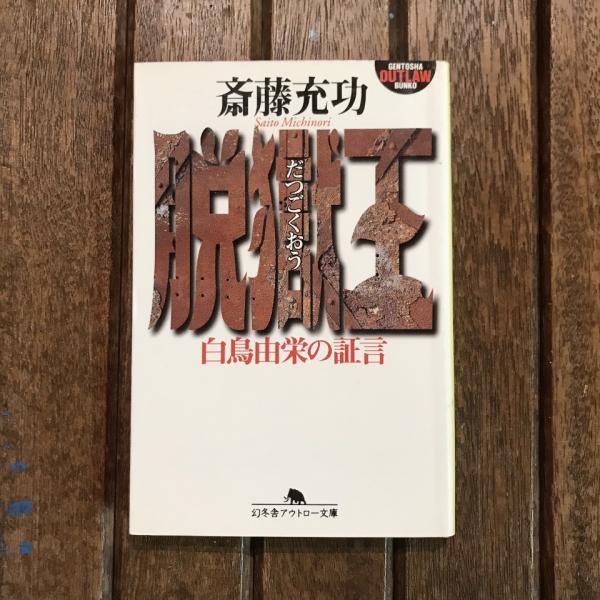 GENTOSHA
OUTLAW
BUNKO
斎藤充功
Saito Michinori
脱獄王
だつごくおう
白鳥由栄の証言
幻冬舎アウトロー文庫